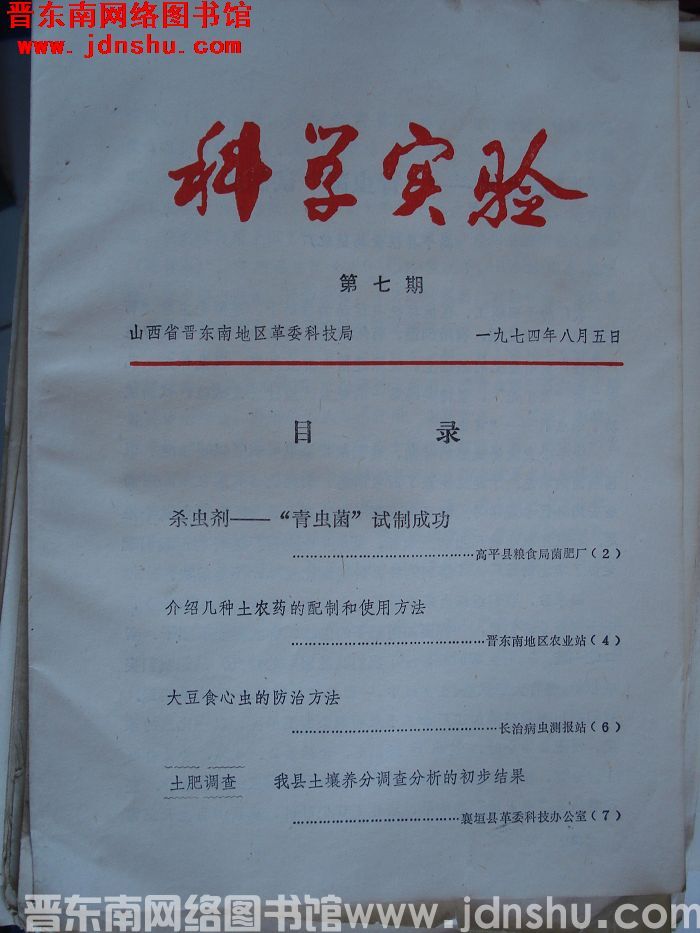 晋东南网络图书馆
www.jdnshu.com
科学实验
第七期
山西省晋东南地区革委科技局 一九七四年八月五日
目 录
杀虫剂——“青虫菌”试制成功
……………………………………高平县粮食局菌肥厂(2)
介绍几种土农药的配制和使用方法
……………………………………晋东南地区农业站(4)
大豆食心虫的防治方法
……………………………………长治病虫测报站(6)
土肥调查 我县土壤养分调查分析的初步结果
……………………………………襄垣县革委科技办公室(7)
晋东南网络图书馆www.jdnshu.com